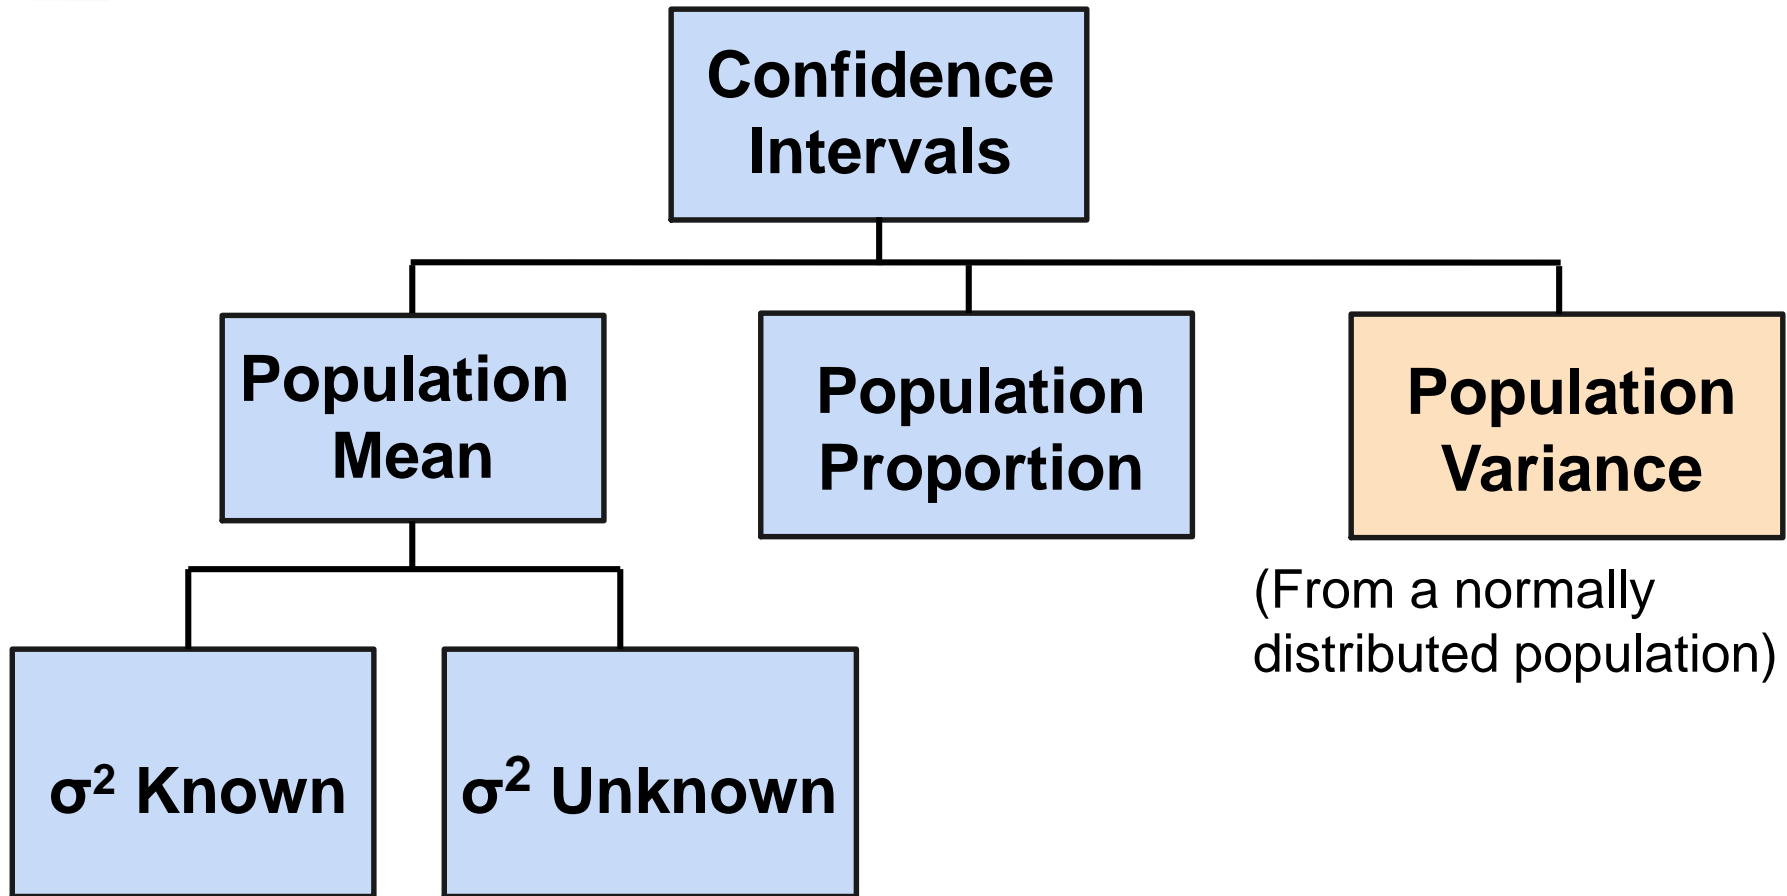 Confidence
Intervals
Population
Mean
Population
Proportion
Population
Variance
(From a normally
distributed population)
σ² Known
σ² Unknown